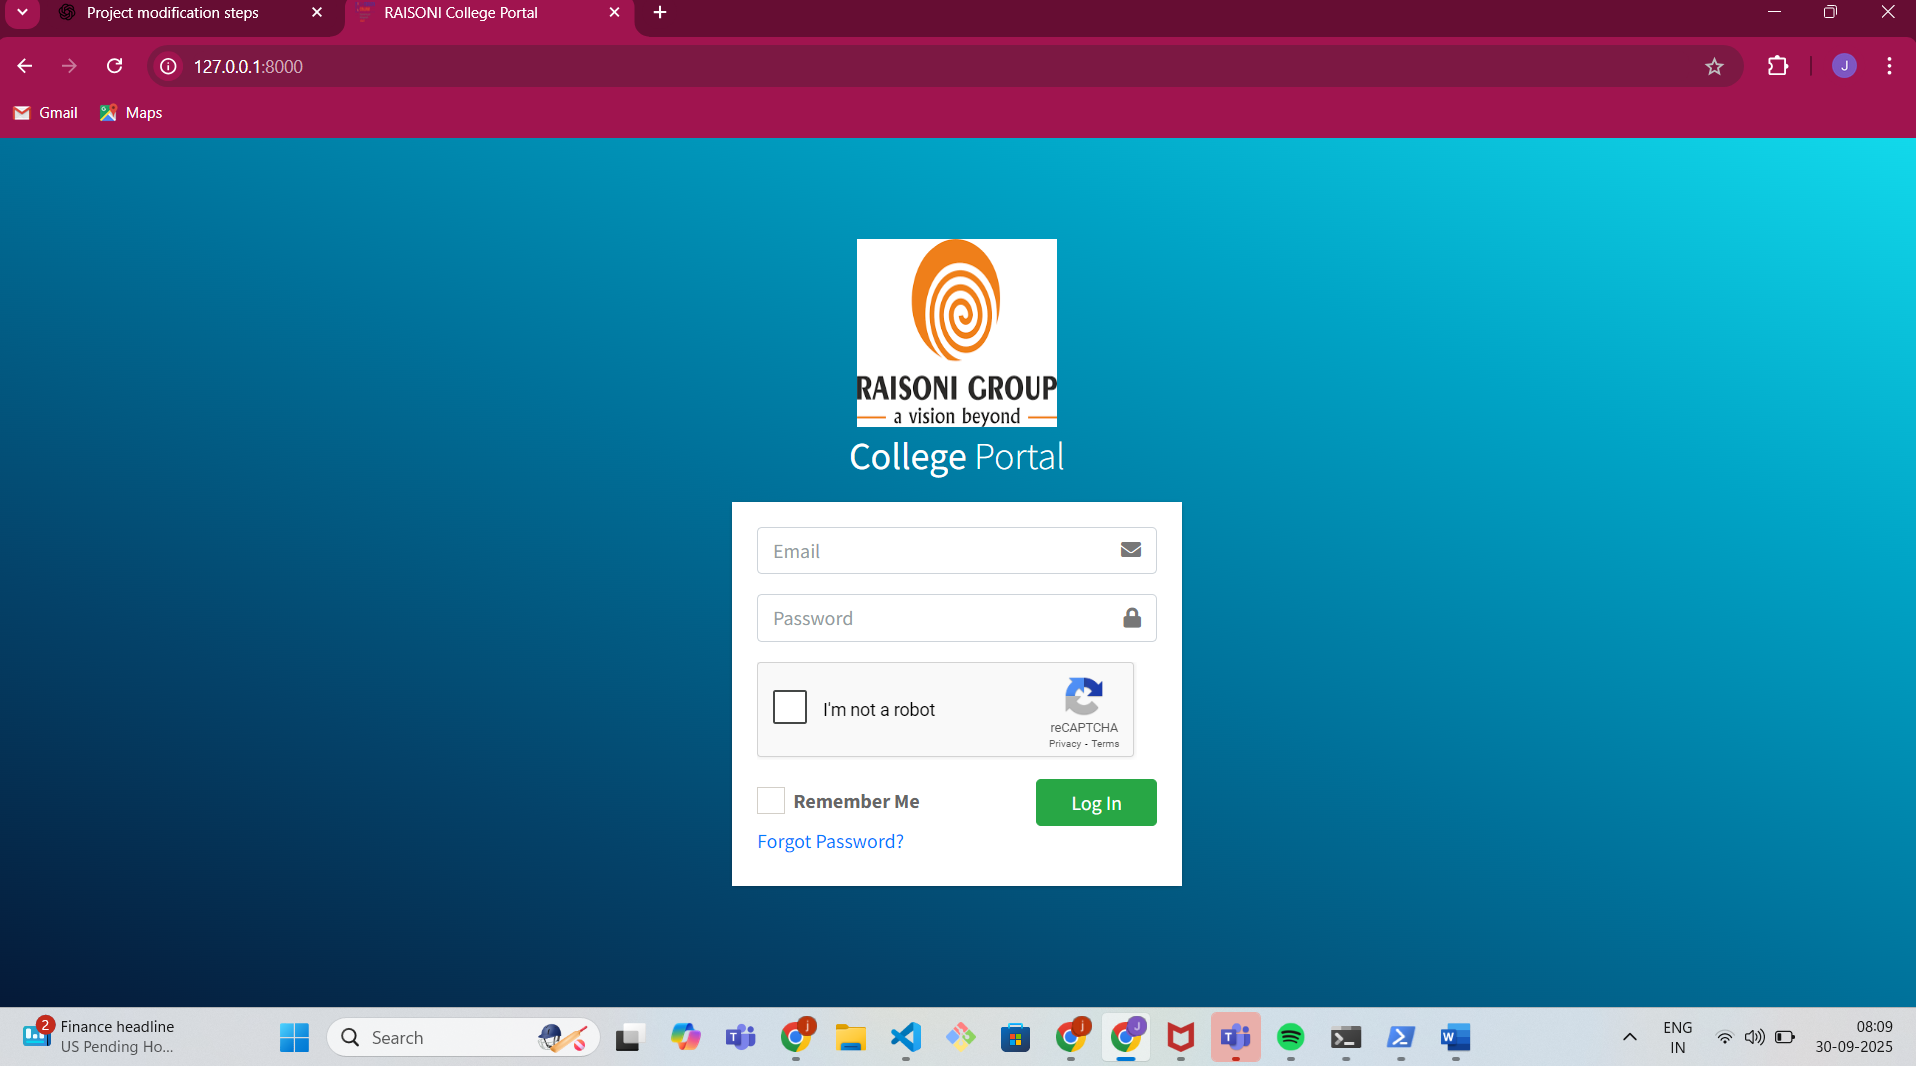 Project modification steps
RAISONI College Portal
127.0.0.1:8000
J
Gmail
Maps
RAISONI GROUP
a vision beyond
College Portal
Email
Password
I'm not a robot
reCAPTCHA
Privacy - Terms
Remember Me
Log In
Forgot Password?
2
Finance headline
US Pending Ho...
Search
j
j
J
ENG
IN
08:09
30-09-2025